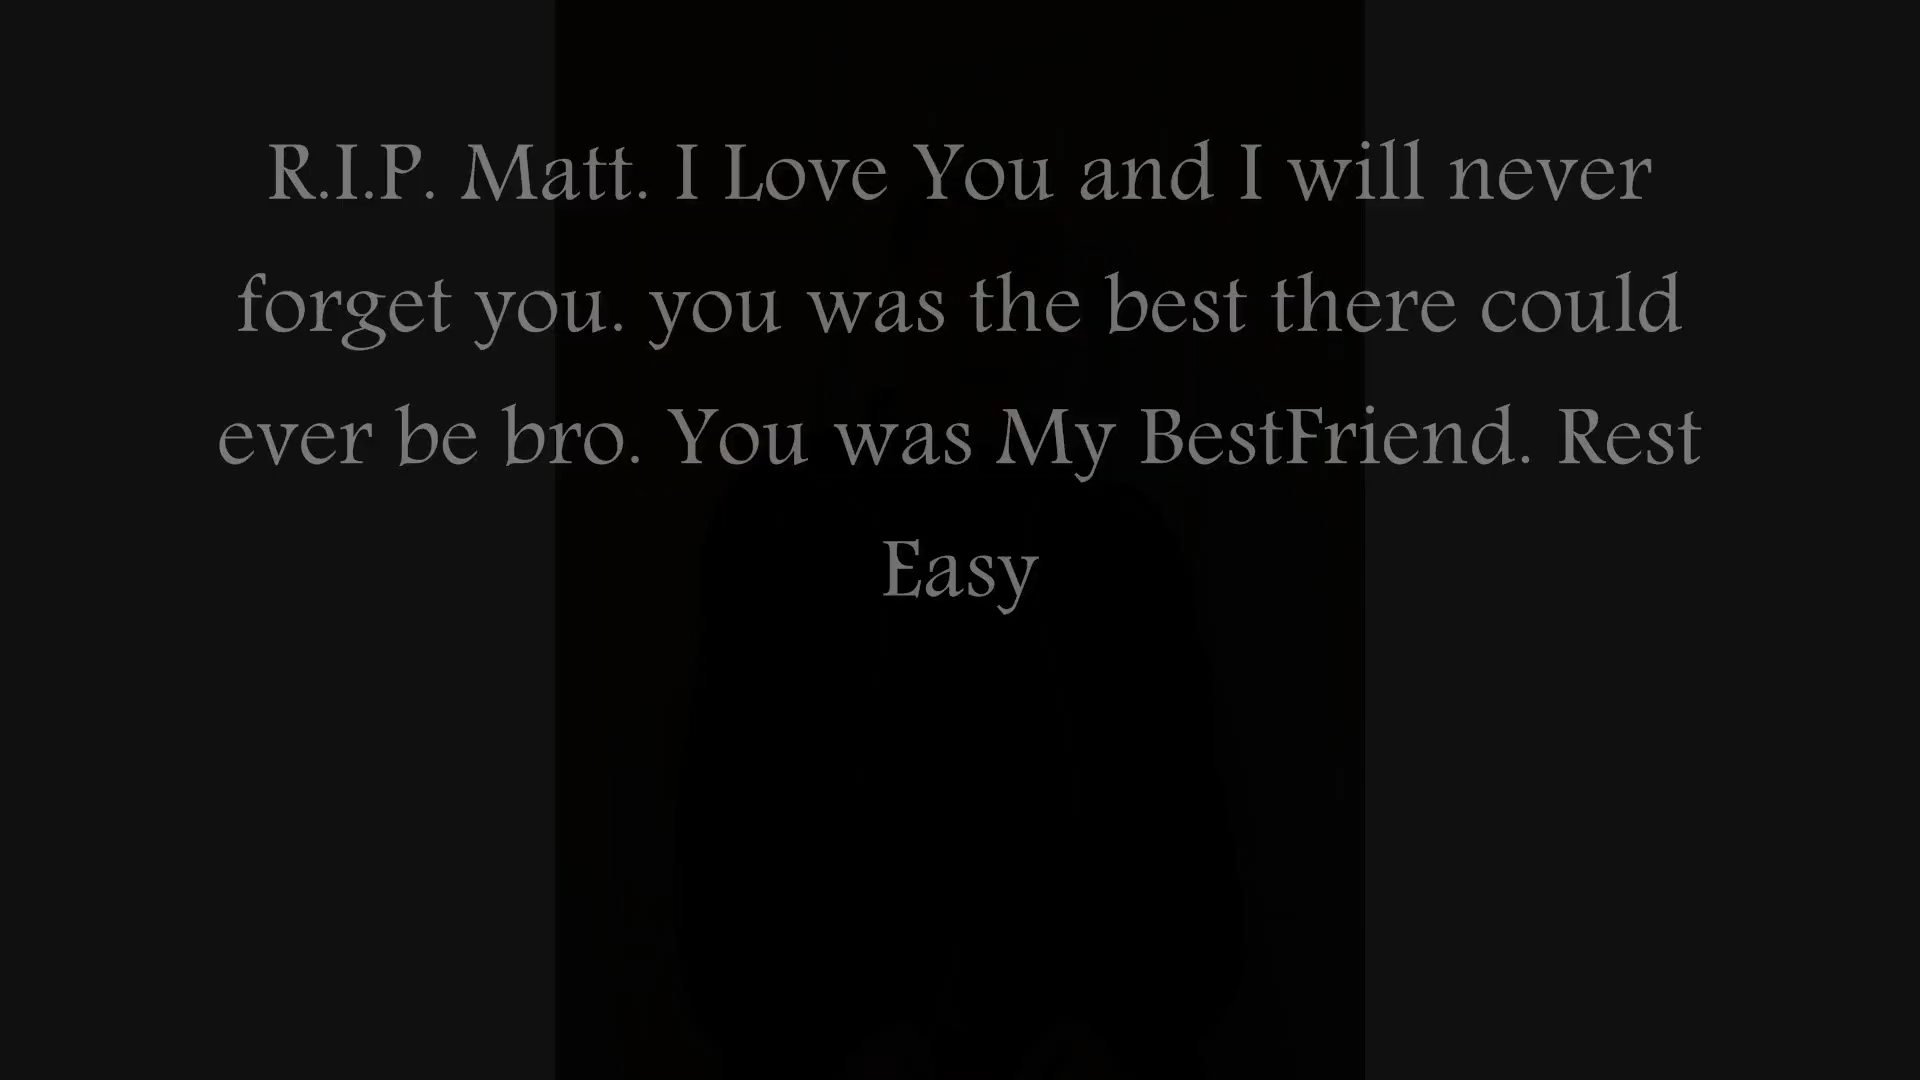 R.I.P. Matt. I Love You and I will never
forget you. you was the best there could
ever be bro. You was My BestFriend. Rest
Easy